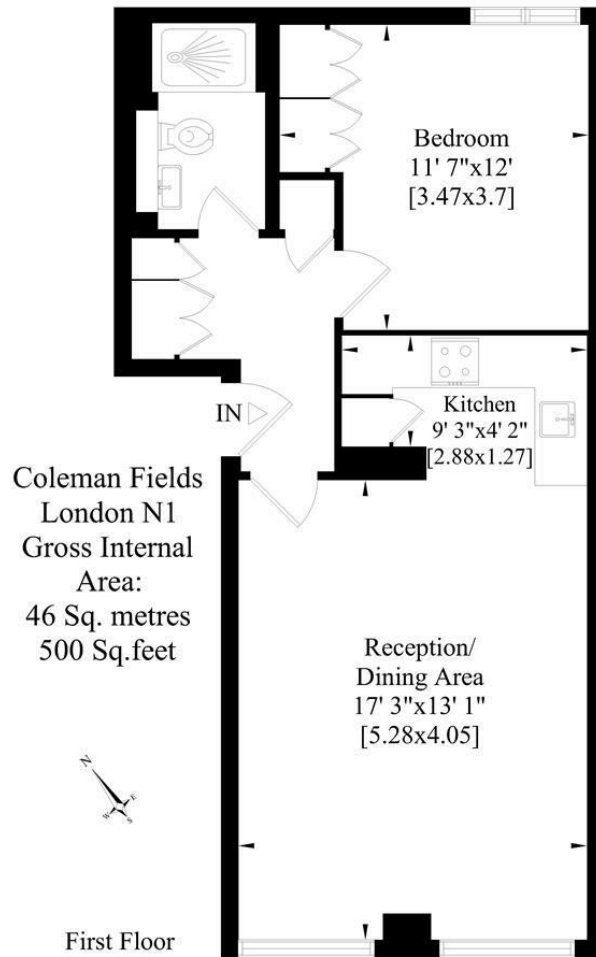 Bedroom
11' 7"x12'
[3.47x3.7]
IN
Kitchen
9' 3"x4' 2"
[2.88x1.27]
Coleman Fields
London N1
Gross Internal
Area:
46 Sq. metres
500 Sq.feet
Reception/
Dining Area
17' 3"x13' 1"
[5.28x4.05]
N
E
W
S
First Floor